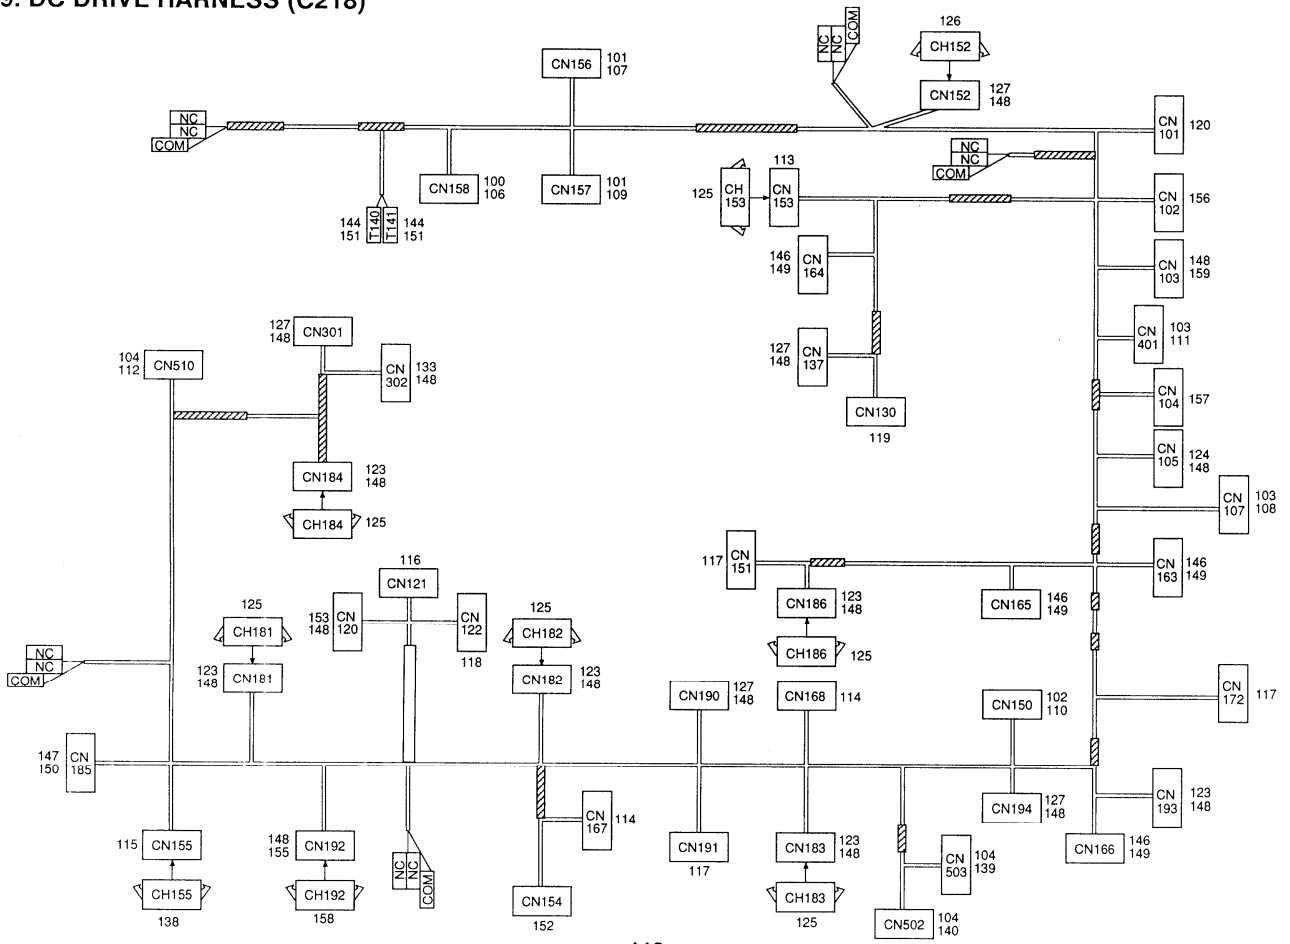 9. DC DRIVE HARNESS (C218)
NC
NC
COM
126
CH152
CN152
127
148
CN156
101
107
NC
NC
COM
CN
101
120
NC
NC
COM
CN158
100
106
CN157
101
109
144
151
T140
T141
144
151
125
CH
153
113
CN
153
CN
102
156
146
149
CN
164
CN
103
148
159
127
148
CN301
CN
302
133
148
104
112
CN510
127
148
CN
137
CN
401
103
111
CN
104
157
CN130
119
CN
105
124
148
CN184
123
148
CH184
125
CN
107
103
108
117
CN
151
CN
163
146
149
CN186
123
148
CN165
146
149
CH186
125
116
CN121
153
148
CN
120
CN
122
118
125
CH181
125
CH182
NC
NC
COM
123
148
CN181
CN182
123
148
CN190
127
148
CN168
114
CN150
102
110
CN
172
117
147
150
CN
185
CN194
127
148
CN
193
123
148
CN
167
114
115
CN155
148
155
CN192
NC
NC
COM
CN191
117
CN183
123
148
CN166
146
149
CN
503
104
139
CH155
138
CH192
158
CN154
152
CH183
125
CN502
104
140